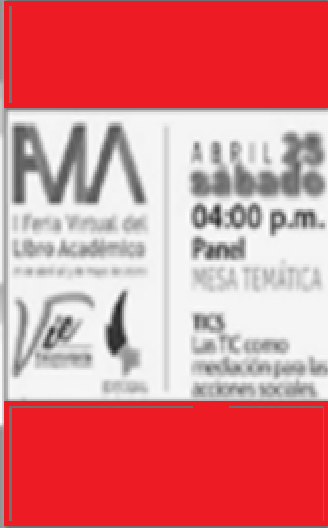 I Feria Virtual del
Libro Académico
Vie
ABRIL 25
sábado
04:00 p.m.
Panel
MESA TEMÁTICA
TICS
Las TIC como
mediación para las
acciones sociales.